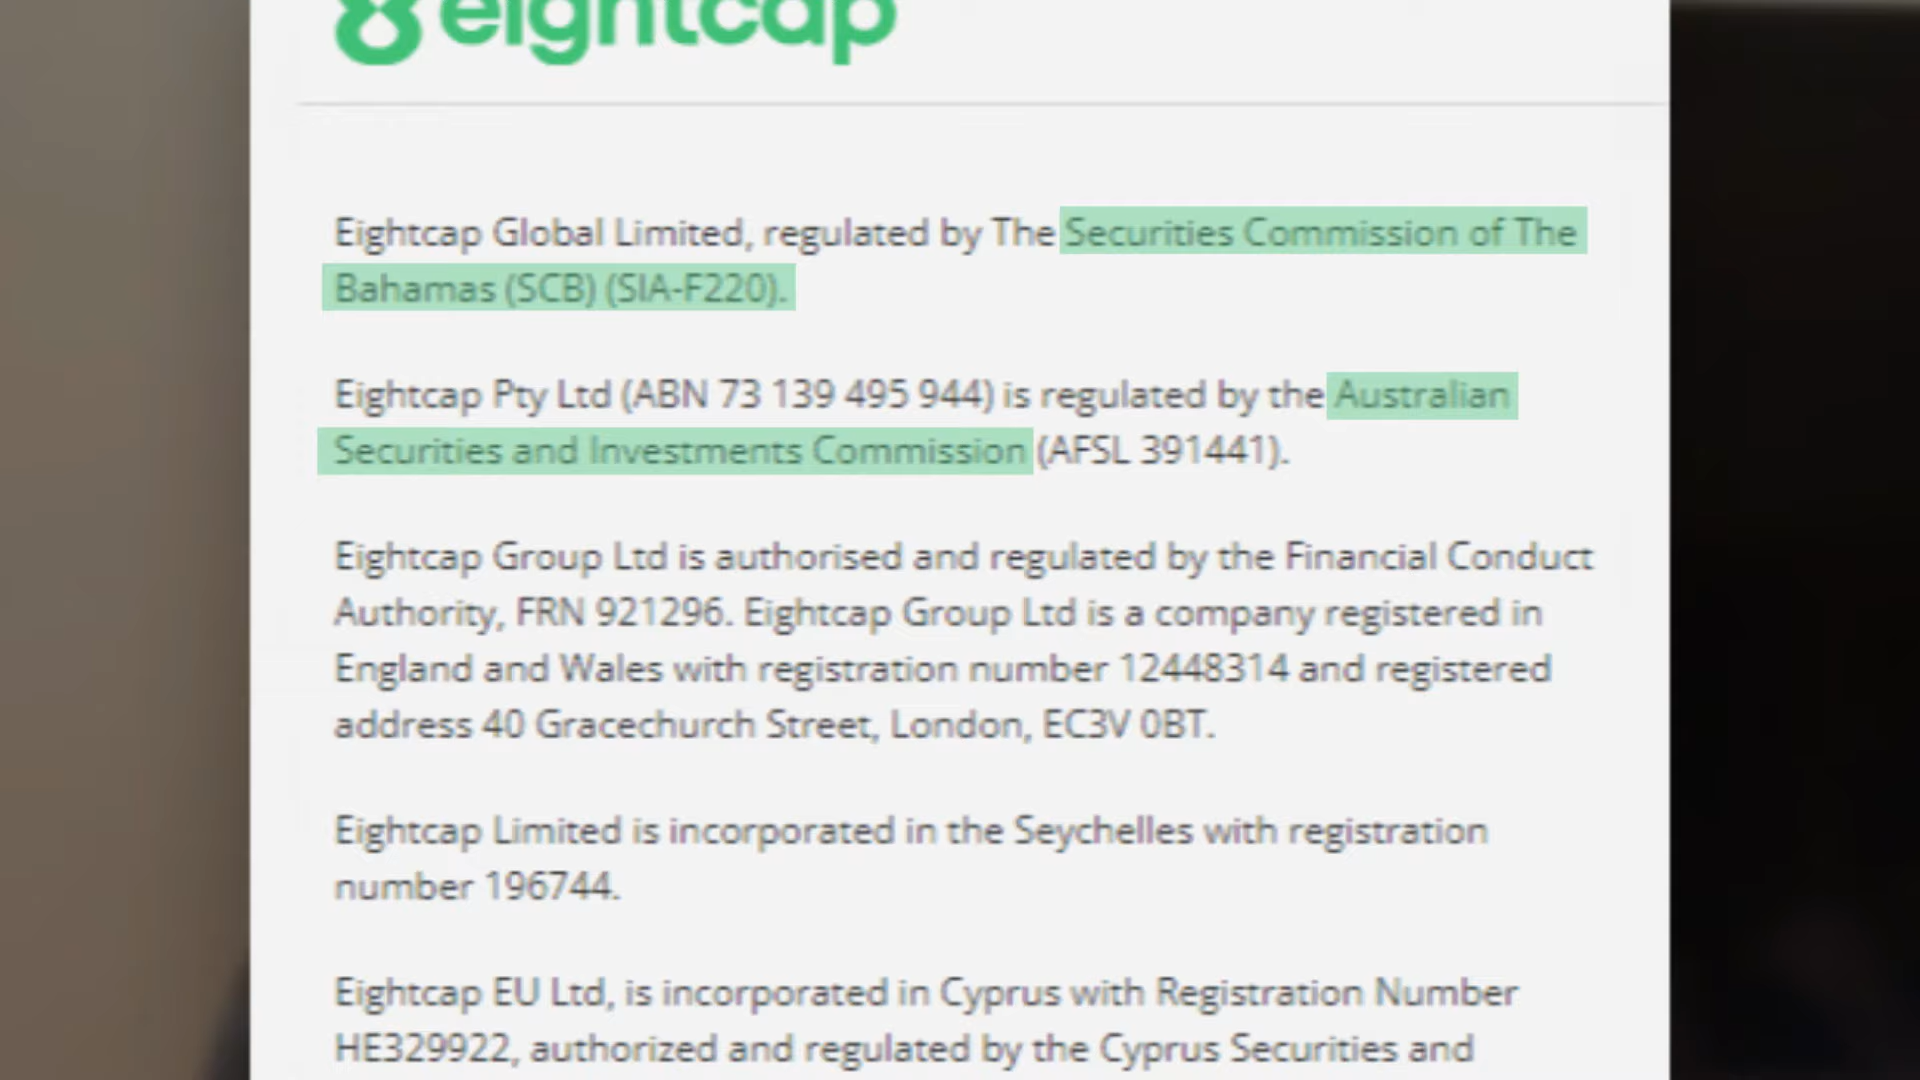 eightcap
Eightcap Global Limited, regulated by The Securities Commission of The
Bahamas (SCB) (SIA-F220).
Eightcap Pty Ltd (ABN 73 139 495 944) is regulated by the Australian
Securities and Investments Commission (AFSL 391441).
Eightcap Group Ltd is authorised and regulated by the Financial Conduct
Authority, FRN 921296. Eightcap Group Ltd is a company registered in
England and Wales with registration number 12448314 and registered
address 40 Gracechurch Street, London, EC3V 0BT.
Eightcap Limited is incorporated in the Seychelles with registration
number 196744.
Eightcap EU Ltd, is incorporated in Cyprus with Registration Number
HE329922, authorized and regulated by the Cyprus Securities and